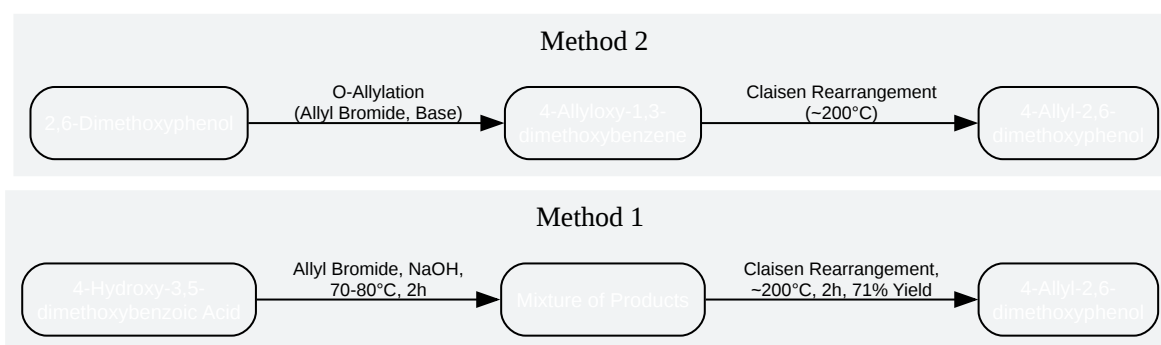 Method 2
2,6-Dimethoxyphenol
O-Allylation
(Allyl Bromide, Base)
4-Allyloxy-1,3-
dimethoxybenzene
Claisen Rearrangement
(~200°C)
4-Allyl-2,6-
dimethoxyphenol
Method 1
4-Hydroxy-3,5-
dimethoxybenzoic Acid
Allyl Bromide, NaOH,
70-80°C, 2h
Mixture of Products
Claisen Rearrangement,
~200°C, 2h, 71% Yield
4-Allyl-2,6-
dimethoxyphenol